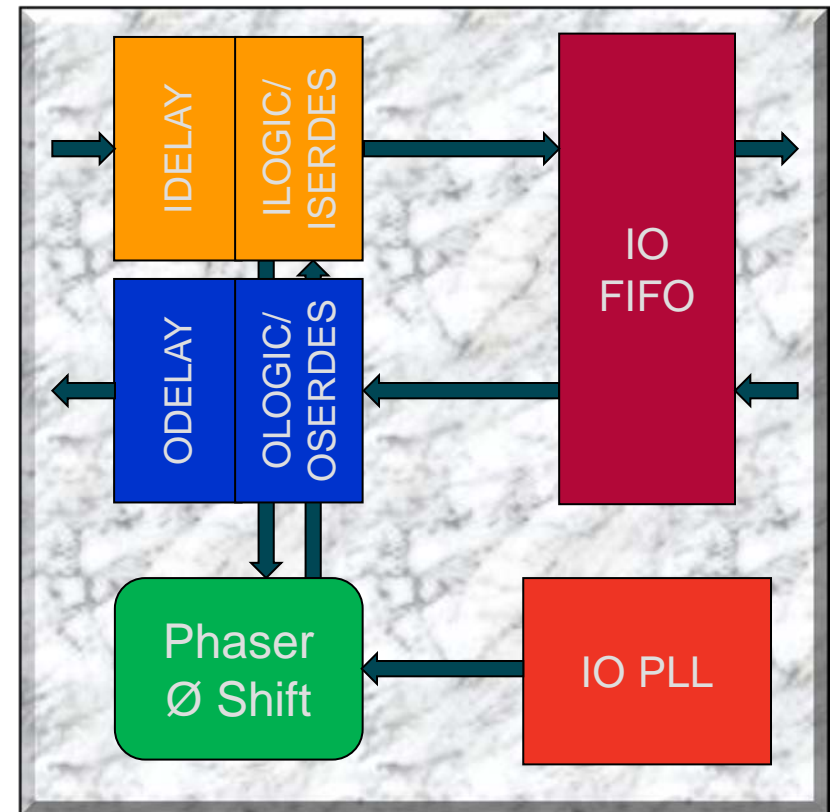 IDELAY
ILOGIC/
ISERDES
IO
FIFO
ODELAY
OLOGIC/
OSERDES
Phaser
Ø Shift
IO PLL